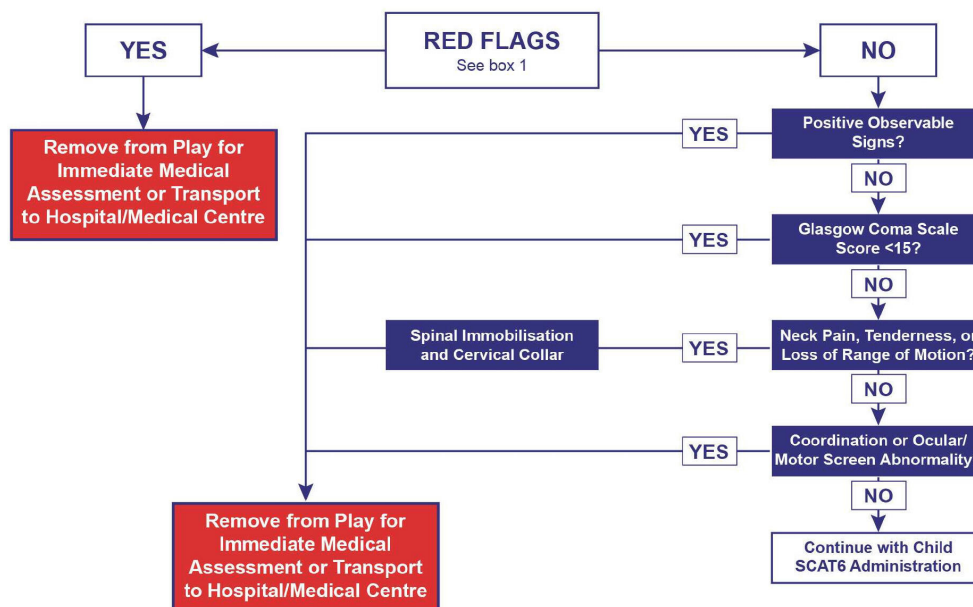 RED FLAGS
See box 1
YES
NO
Remove from Play for
Immediate Medical
Assessment or Transport
to Hospital/Medical Centre
YES
Positive Observable
Signs?
NO
YES
Glasgow Coma Scale
Score <15?
NO
Spinal Immobilisation
and Cervical Collar
YES
Neck Pain, Tenderness, or
Loss of Range of Motion?
NO
YES
Coordination or Ocular/
Motor Screen Abnormality
NO
Remove from Play for
Immediate Medical
Assessment or Transport
to Hospital/Medical Centre
Continue with Child
SCAT6 Administration